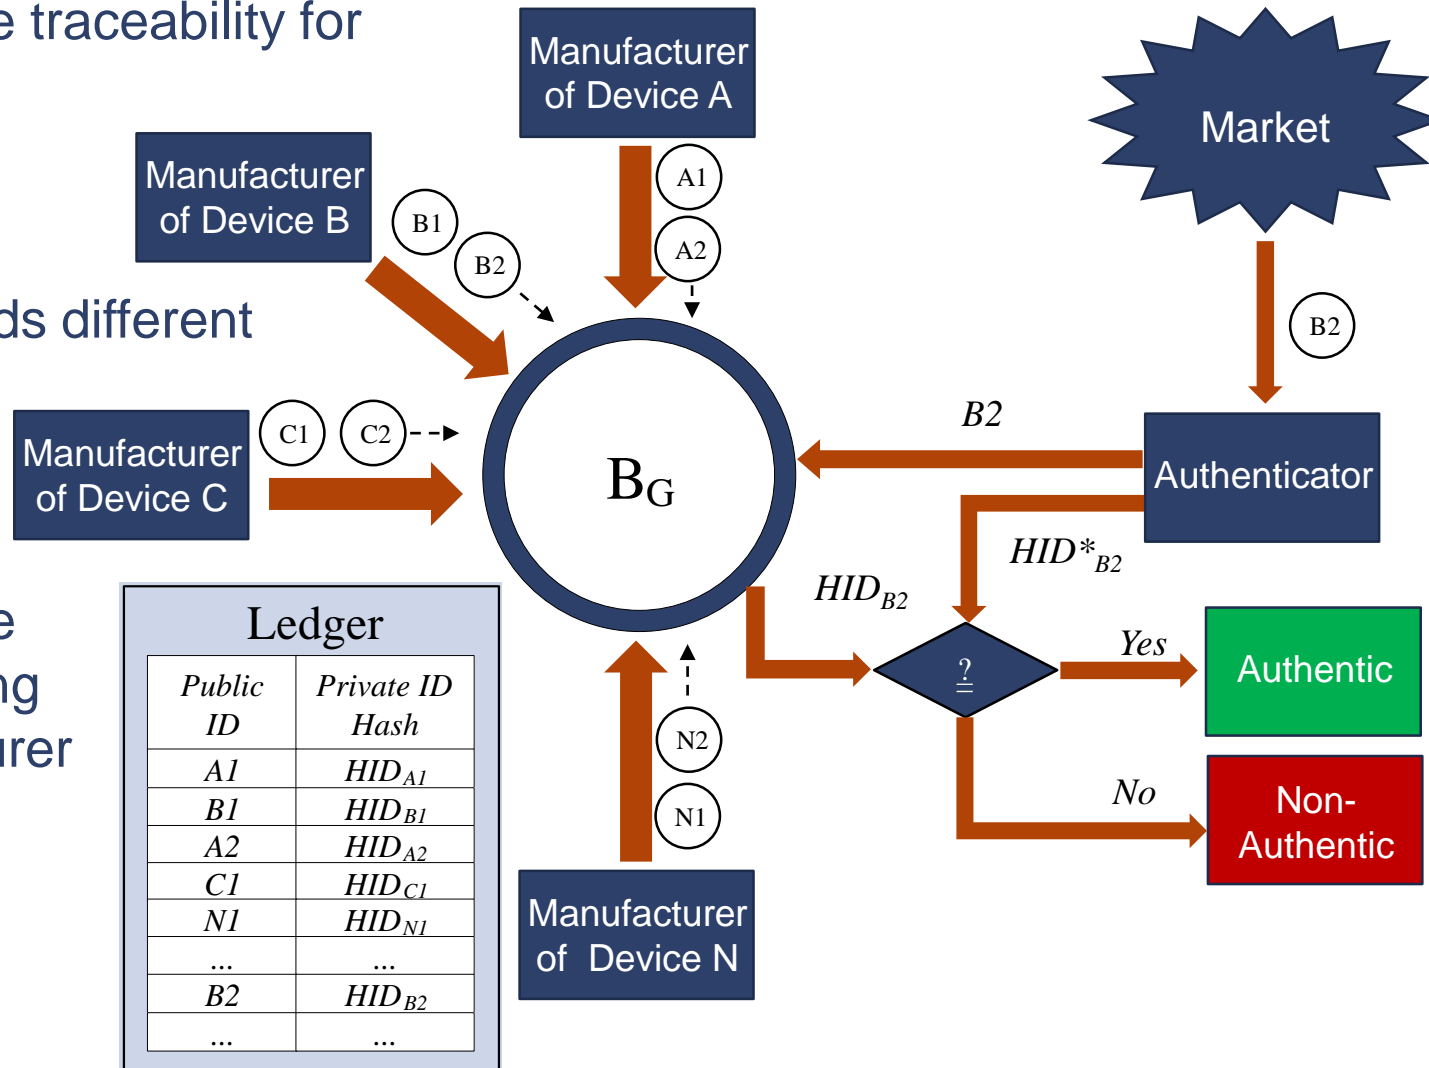 e traceability for
Manufacturer
of Device A
Market
Manufacturer
of Device B
A1
A2
B1
B2
ds different
B2
Manufacturer
of Device C
C1
C2
B2
Authenticator
BG
HID*B2
HIDB2
e
ng
urer
Ledger
Public ID
Private ID Hash
A1 HIDA1
B1 HIDB1
A2 HIDA2
C1 HIDC1
N1 HIDN1
... ...
B2 HIDB2
... ...
?
=
Yes
Authentic
No
Non-
Authentic
N2
N1
Manufacturer
of Device N